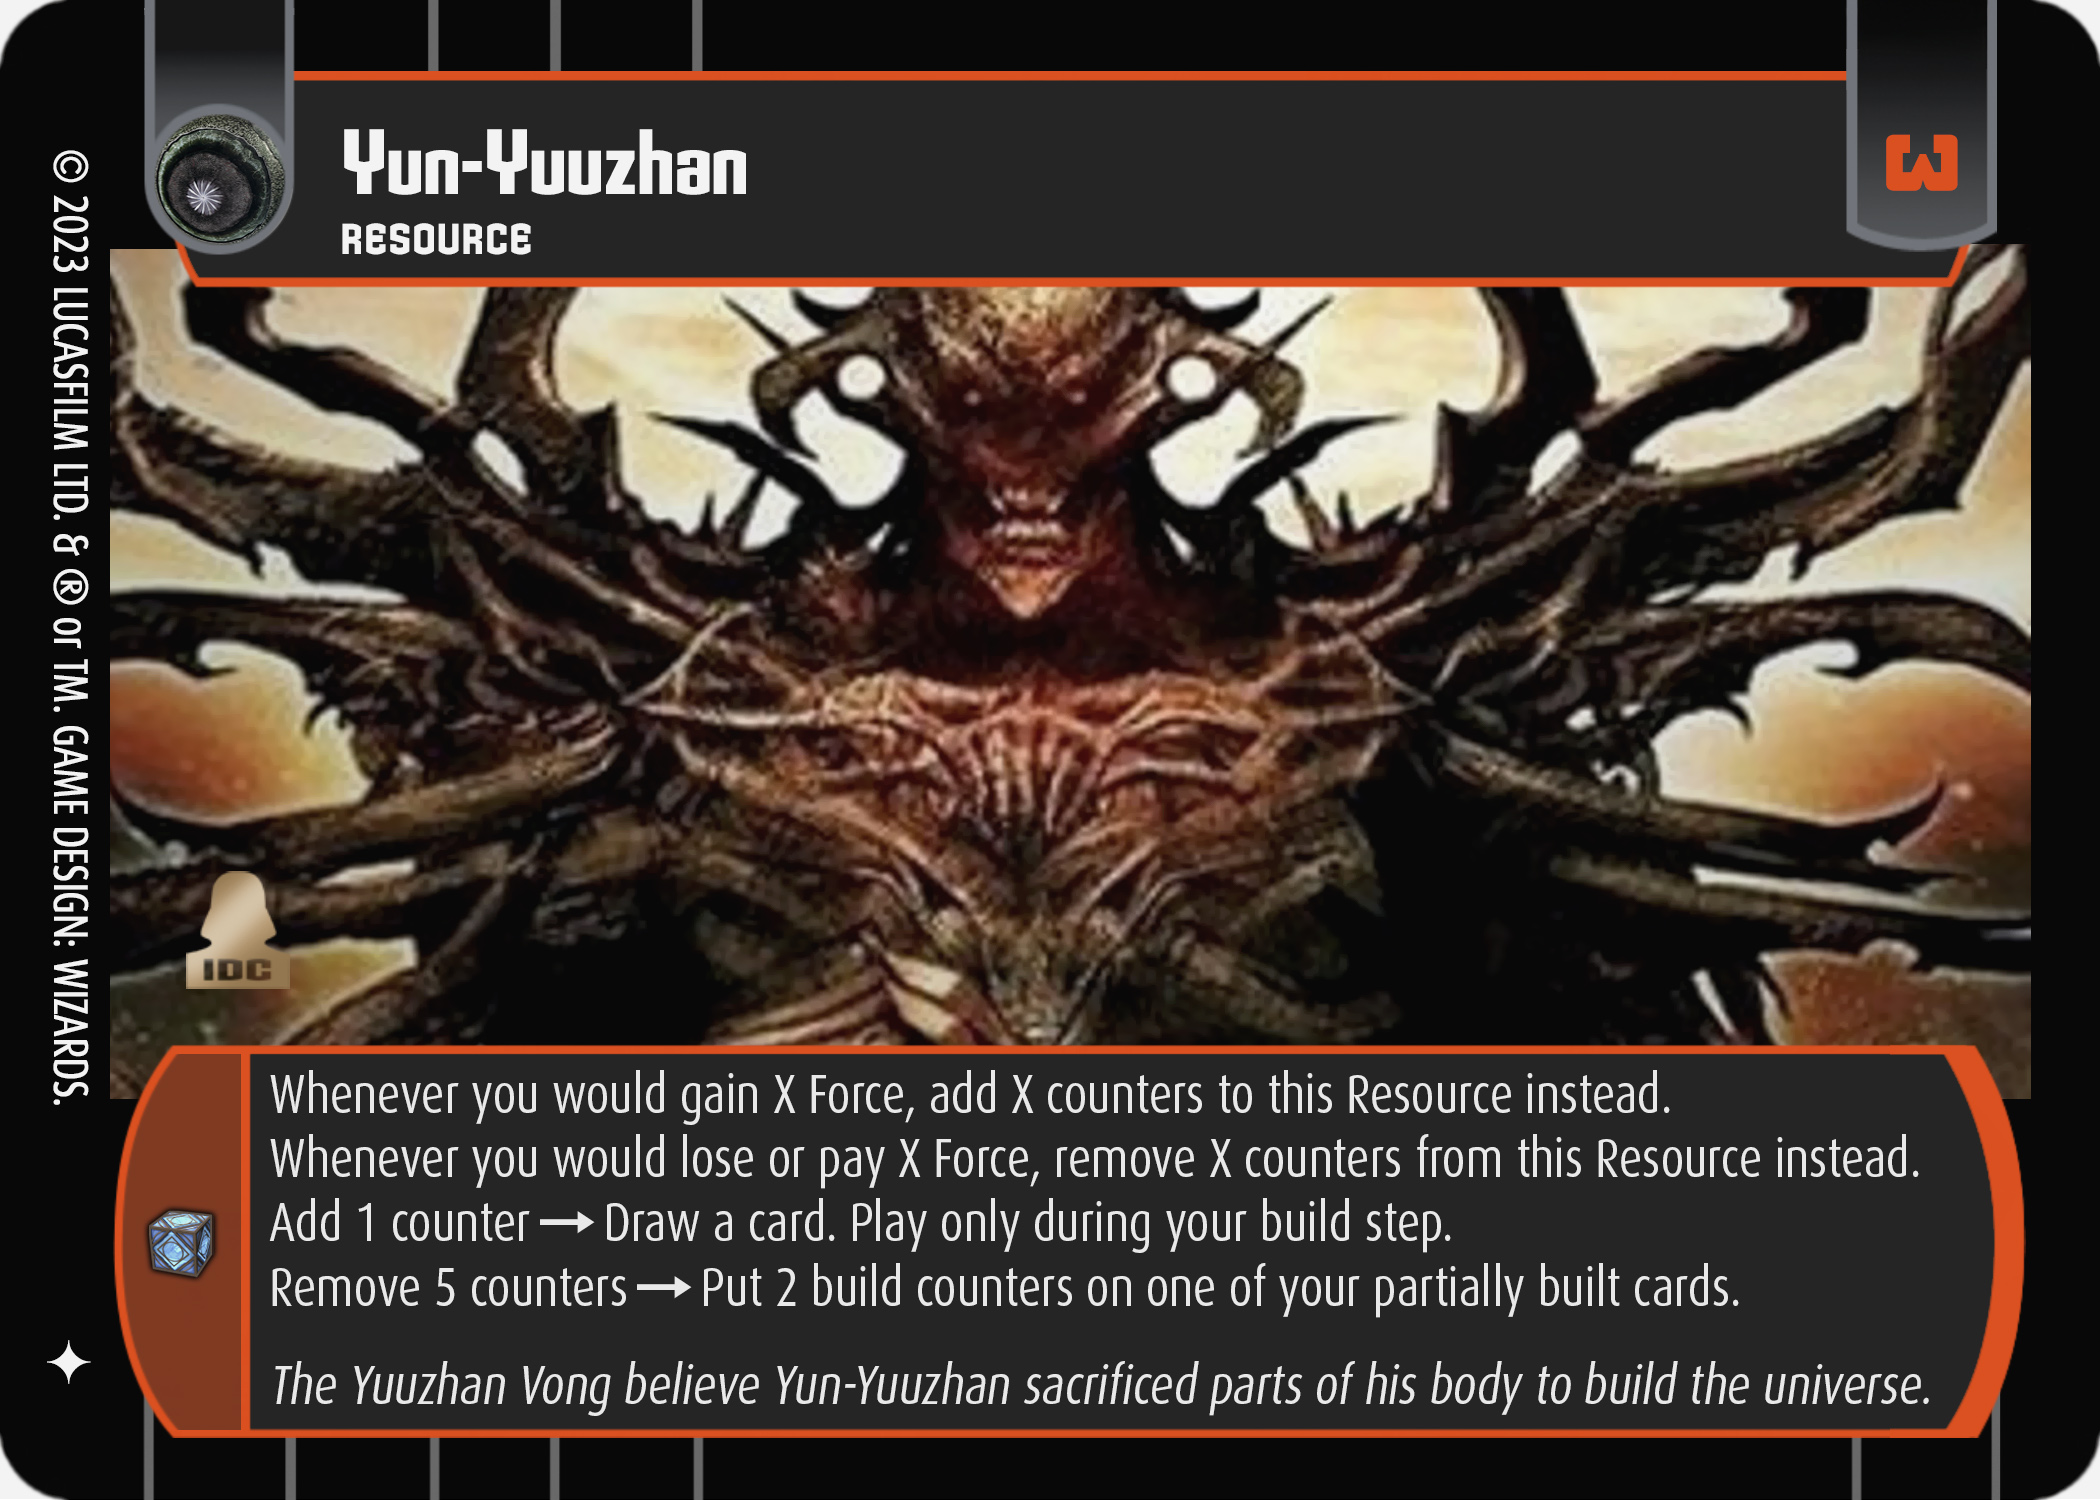 Yun-Yuuzhan
3
RESOURCE
IDC
Whenever you would gain X Force, add X counters to this Resource instead.
Whenever you would lose or pay X Force, remove X counters from this Resource instead.
Add 1 counter → Draw a card. Play only during your build step.
Remove 5 counters → Put 2 build counters on one of your partially built cards.
The Yuuzhan Vong believe Yun-Yuuzhan sacrificed parts of his body to build the universe.
© 2023 LUCASFILM LTD. & ® or TM. GAME DESIGN: WIZARDS.